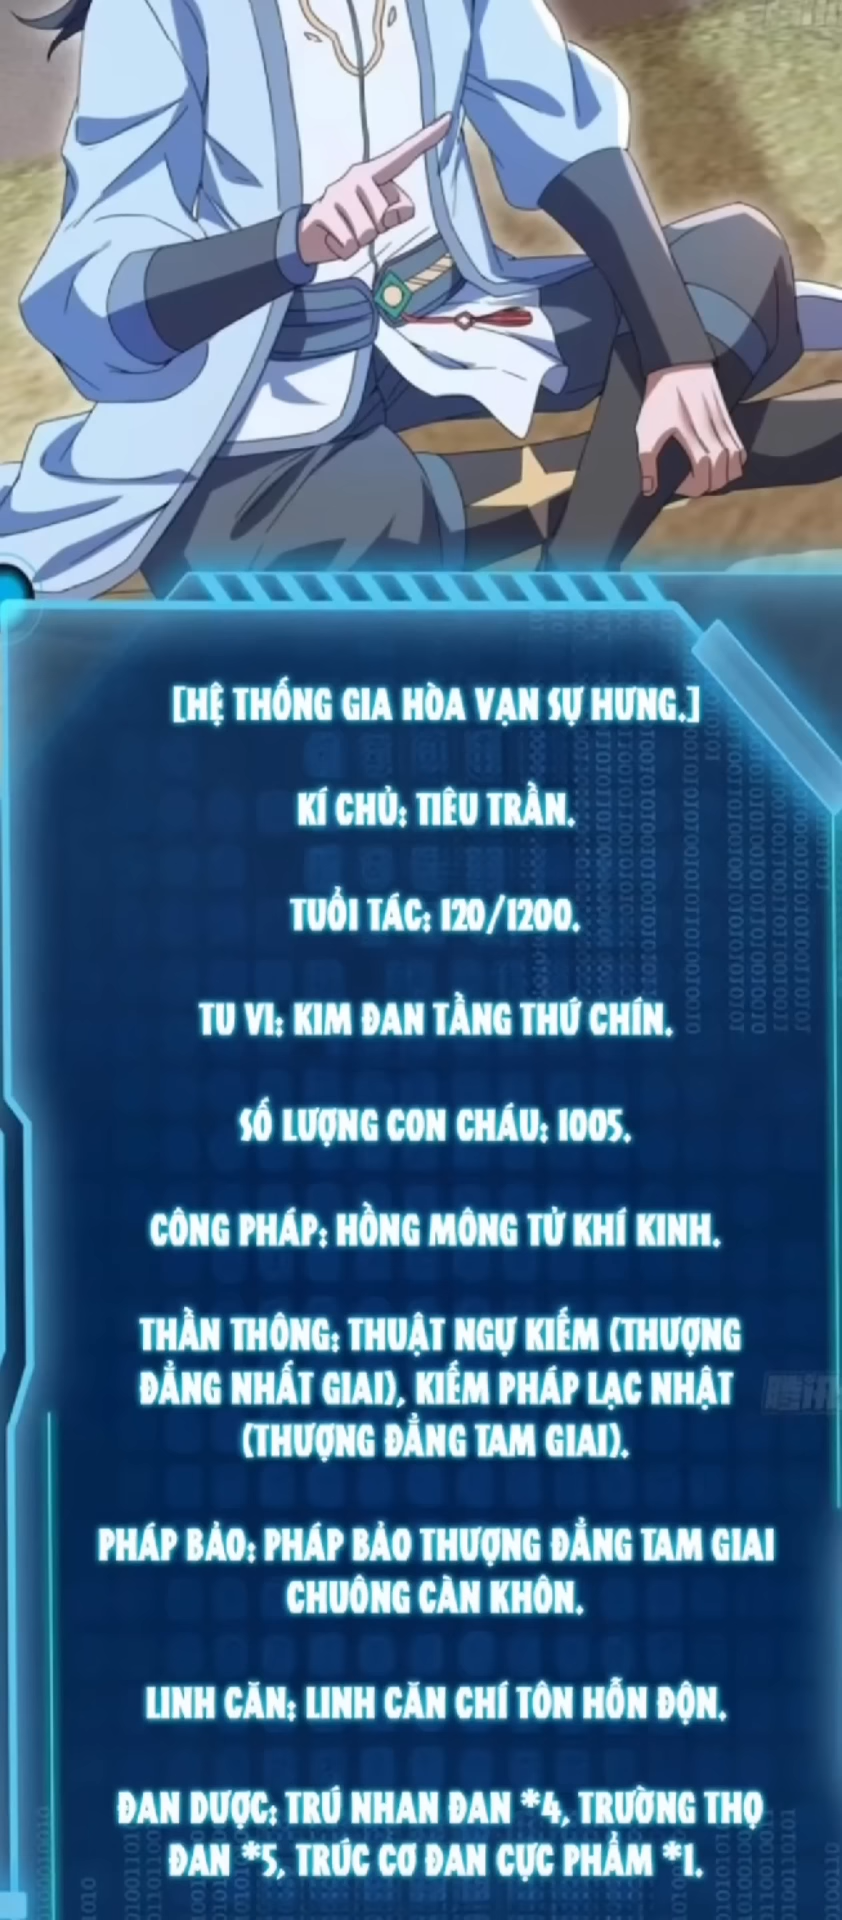 [HỆ THỐNG GIA HÒA VẠN SỰ HƯNG.]
KÍ CHỦ: TIÊU TRẦN.
TUỔI TÁC: 120/1200.
TU VI: KIM ĐAN TẦNG THỨ CHÍN.
SỐ LƯỢNG CON CHÁU: 1005.
CÔNG PHÁP: HỒNG MÔNG TỬ KHÍ KINH.
THẦN THÔNG: THUẬT NGỰ KIẾM (THƯỢNG
ĐẲNG NHẤT GIAI), KIẾM PHÁP LẠC NHẬT
(THƯỢNG ĐẲNG TAM GIAI).
腾讯
PHÁP BẢO: PHÁP BẢO THƯỢNG ĐẲNG TAM GIAI
CHUÔNG CÀN KHÔN.
LINH CĂN: LINH CĂN CHÍ TÔN HỖN ĐỘN.
ĐAN DƯỢC: TRÚ NHAN ĐAN *4, TRƯỜNG THỌ
ĐAN *5, TRÚC CƠ ĐAN CỰC PHẨM *1.